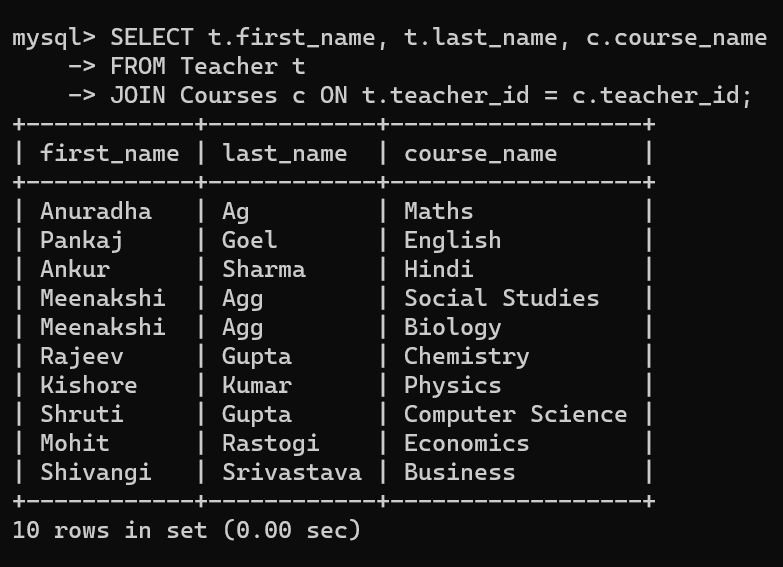 mysql> SELECT t.first_name, t.last_name, c.course_name
    -> FROM Teacher t
    -> JOIN Courses c ON t.teacher_id = c.teacher_id;
+------------+------------+------------------+
| first_name | last_name  | course_name      |
+------------+------------+------------------+
| Anuradha   | Ag         | Maths            |
| Pankaj     | Goel       | English          |
| Ankur      | Sharma     | Hindi            |
| Meenakshi  | Agg        | Social Studies   |
| Meenakshi  | Agg        | Biology          |
| Rajeev     | Gupta      | Chemistry        |
| Kishore    | Kumar      | Physics          |
| Shruti     | Gupta      | Computer Science |
| Mohit      | Rastogi    | Economics        |
| Shivangi   | Srivastava | Business         |
+------------+------------+------------------+
10 rows in set (0.00 sec)